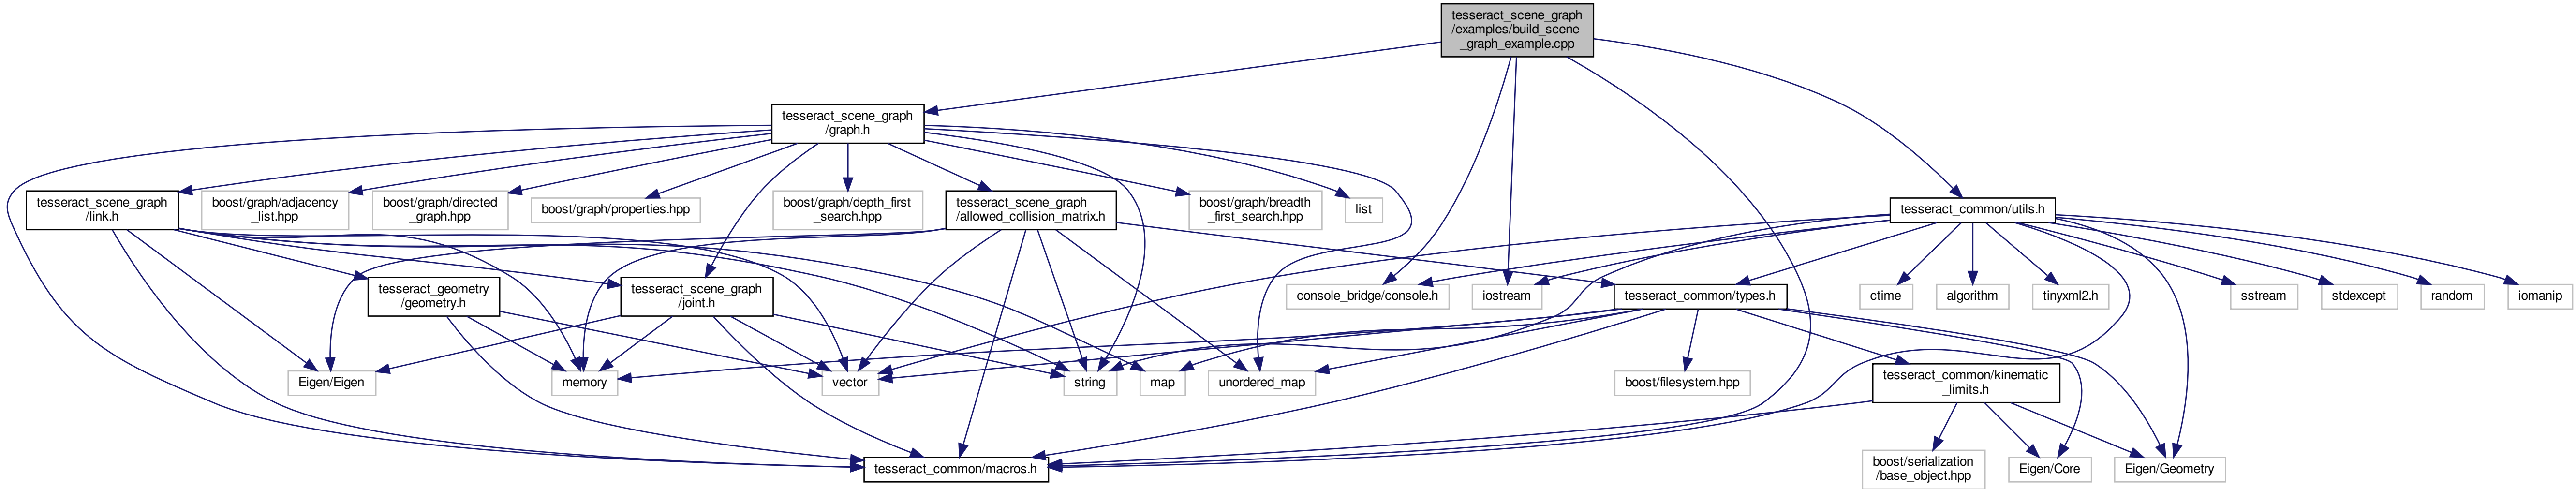 tesseract_scene_graph
/examples/build_scene
_graph_example.cpp
tesseract_scene_graph
/graph.h
tesseract_scene_graph
/link.h
boost/graph/adjacency
_list.hpp
boost/graph/directed
_graph.hpp
boost/graph/properties.hpp
boost/graph/depth_first
_search.hpp
tesseract_scene_graph
/allowed_collision_matrix.h
boost/graph/breadth
_first_search.hpp
list
tesseract_common/utils.h
tesseract_geometry
/geometry.h
tesseract_scene_graph
/joint.h
console_bridge/console.h
iostream
tesseract_common/types.h
ctime
algorithm
tinyxml2.h
sstream
stdexcept
random
iomanip
Eigen/Eigen
memory
vector
string
map
unordered_map
boost/filesystem.hpp
tesseract_common/kinematic
_limits.h
tesseract_common/macros.h
boost/serialization
/base_object.hpp
Eigen/Core
Eigen/Geometry